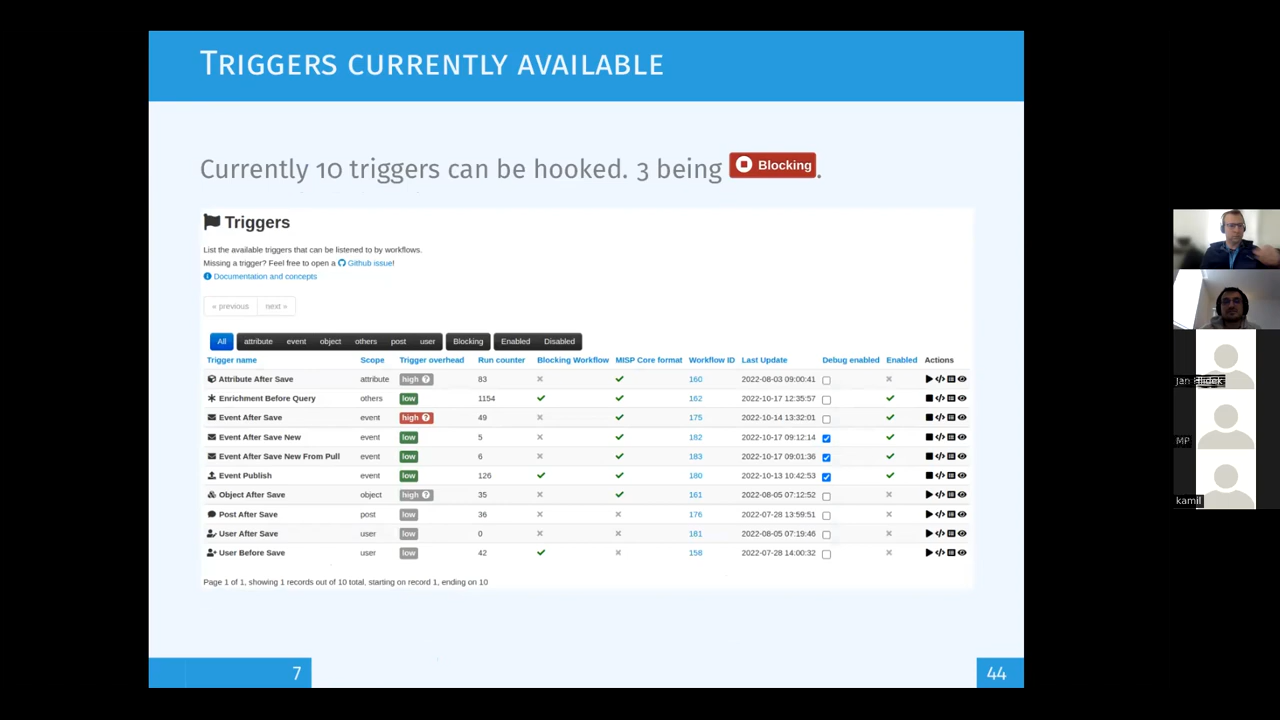 TRIGGERS CURRENTLY AVAILABLE
Currently 10 triggers can be hooked. 3 being Blocking.
Triggers
List the available triggers that can be listened to by workflows.
Missing a trigger? Feel free to open a Github issue!
Documentation and concepts
« previous next »
All attribute event object others post user Blocking Enabled Disabled
Trigger name Scope Trigger overhead Run counter Blocking Workflow MISP Core format Workflow ID Last Update Debug enabled Enabled Actions
Attribute After Save attribute high 83 160 2022-08-03 09:00:41
Enrichment Before Query others low 1154 162 2022-10-17 12:35:57
Event After Save event high 49 175 2022-10-14 13:32:01
Event After Save New event low 5 182 2022-10-17 09:12:14
Event After Save New From Pull event low 6 183 2022-10-17 09:01:36
Event Publish event low 126 180 2022-10-13 10:42:53
Object After Save object high 35 161 2022-08-05 07:12:52
Post After Save post low 36 176 2022-07-28 13:59:51
User After Save user low 0 181 2022-08-05 07:19:46
User Before Save user low 42 158 2022-07-28 14:00:32
Page 1 of 1, showing 1 records out of 10 total, starting on record 1, ending on 10
7
44
Jan
MP
kamil